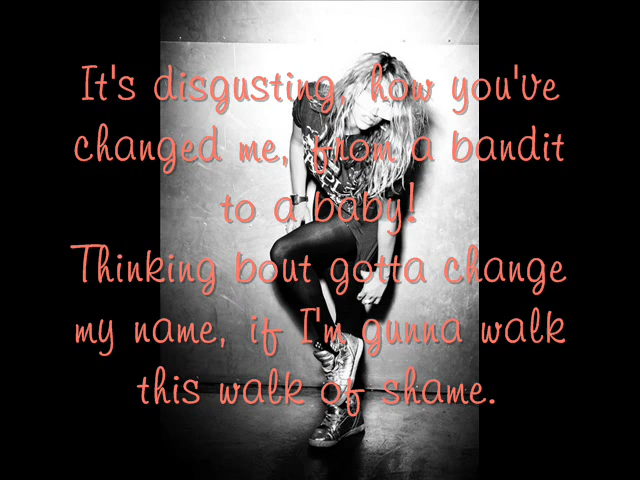 It's disgusting, how you've
changed me, from a bandit
to a baby!
Thinking bout gotta change
my name, if I'm gunna walk
this walk of shame.